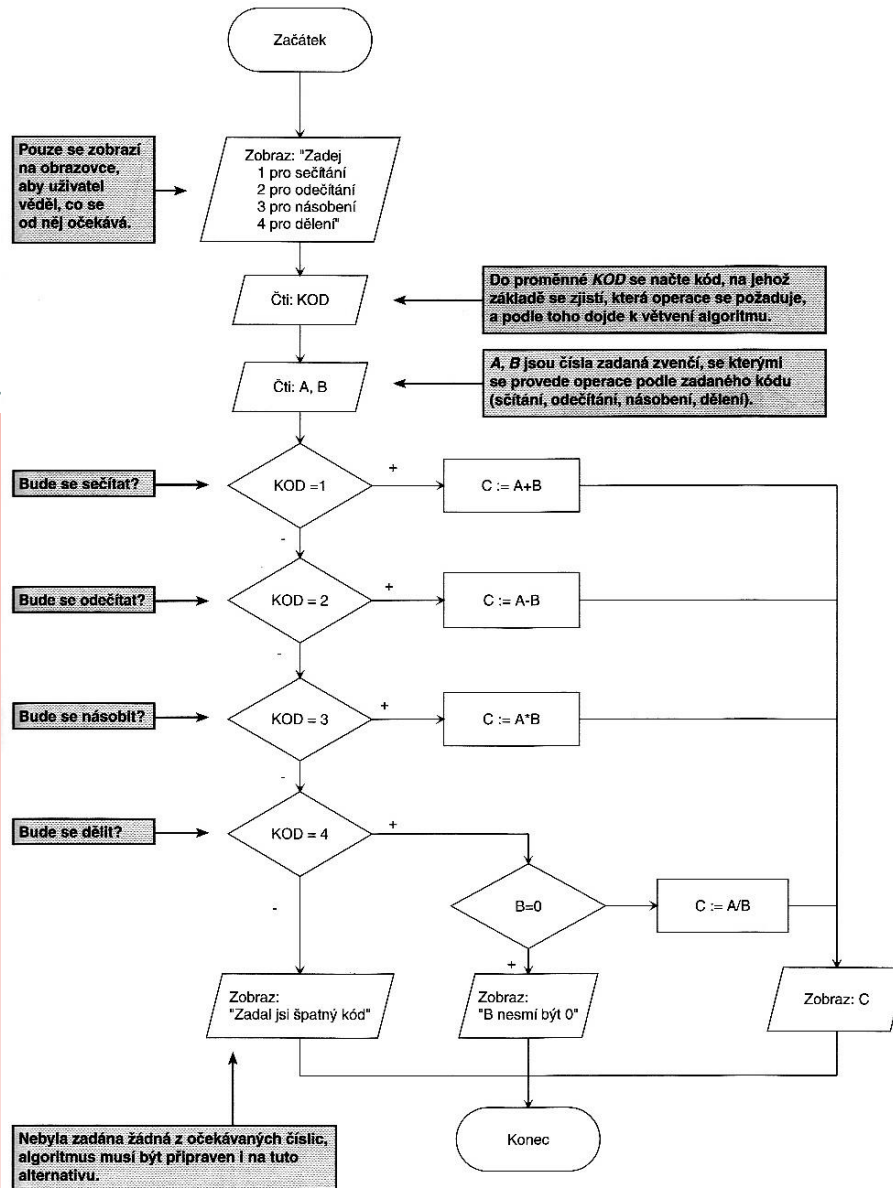 Začátek
Pouze se zobrazí
na obrazovce,
aby uživatel
věděl, co se
od něj očekává.
Zobraz: "Zadej
1 pro sečítání
2 pro odečítání
3 pro násobení
4 pro dělení"
Čti: KOD
Do proměnné KOD se načte kód, na jehož
základě se zjistí, která operace se požaduje,
a podle toho dojde k větvení algoritmu.
Čti: A, B
A, B jsou čísla zadaná zvenčí, se kterými
se provede operace podle zadaného kódu
(sčítání, odečítání, násobení, dělení).
Bude se sečítat?
KOD =1
+
C := A+B
-
Bude se odečítat?
KOD = 2
+
C := A-B
-
Bude se násobit?
KOD = 3
+
C := A*B
-
Bude se dělit?
KOD = 4
+
-
B=0
C := A/B
+
Zobraz:
"Zadal jsi špatný kód"
Zobraz:
"B nesmí být 0"
Zobraz: C
Konec
Nebyla zadána žádná z očekávaných číslic,
algoritmus musí být připraven i na tuto
alternativu.